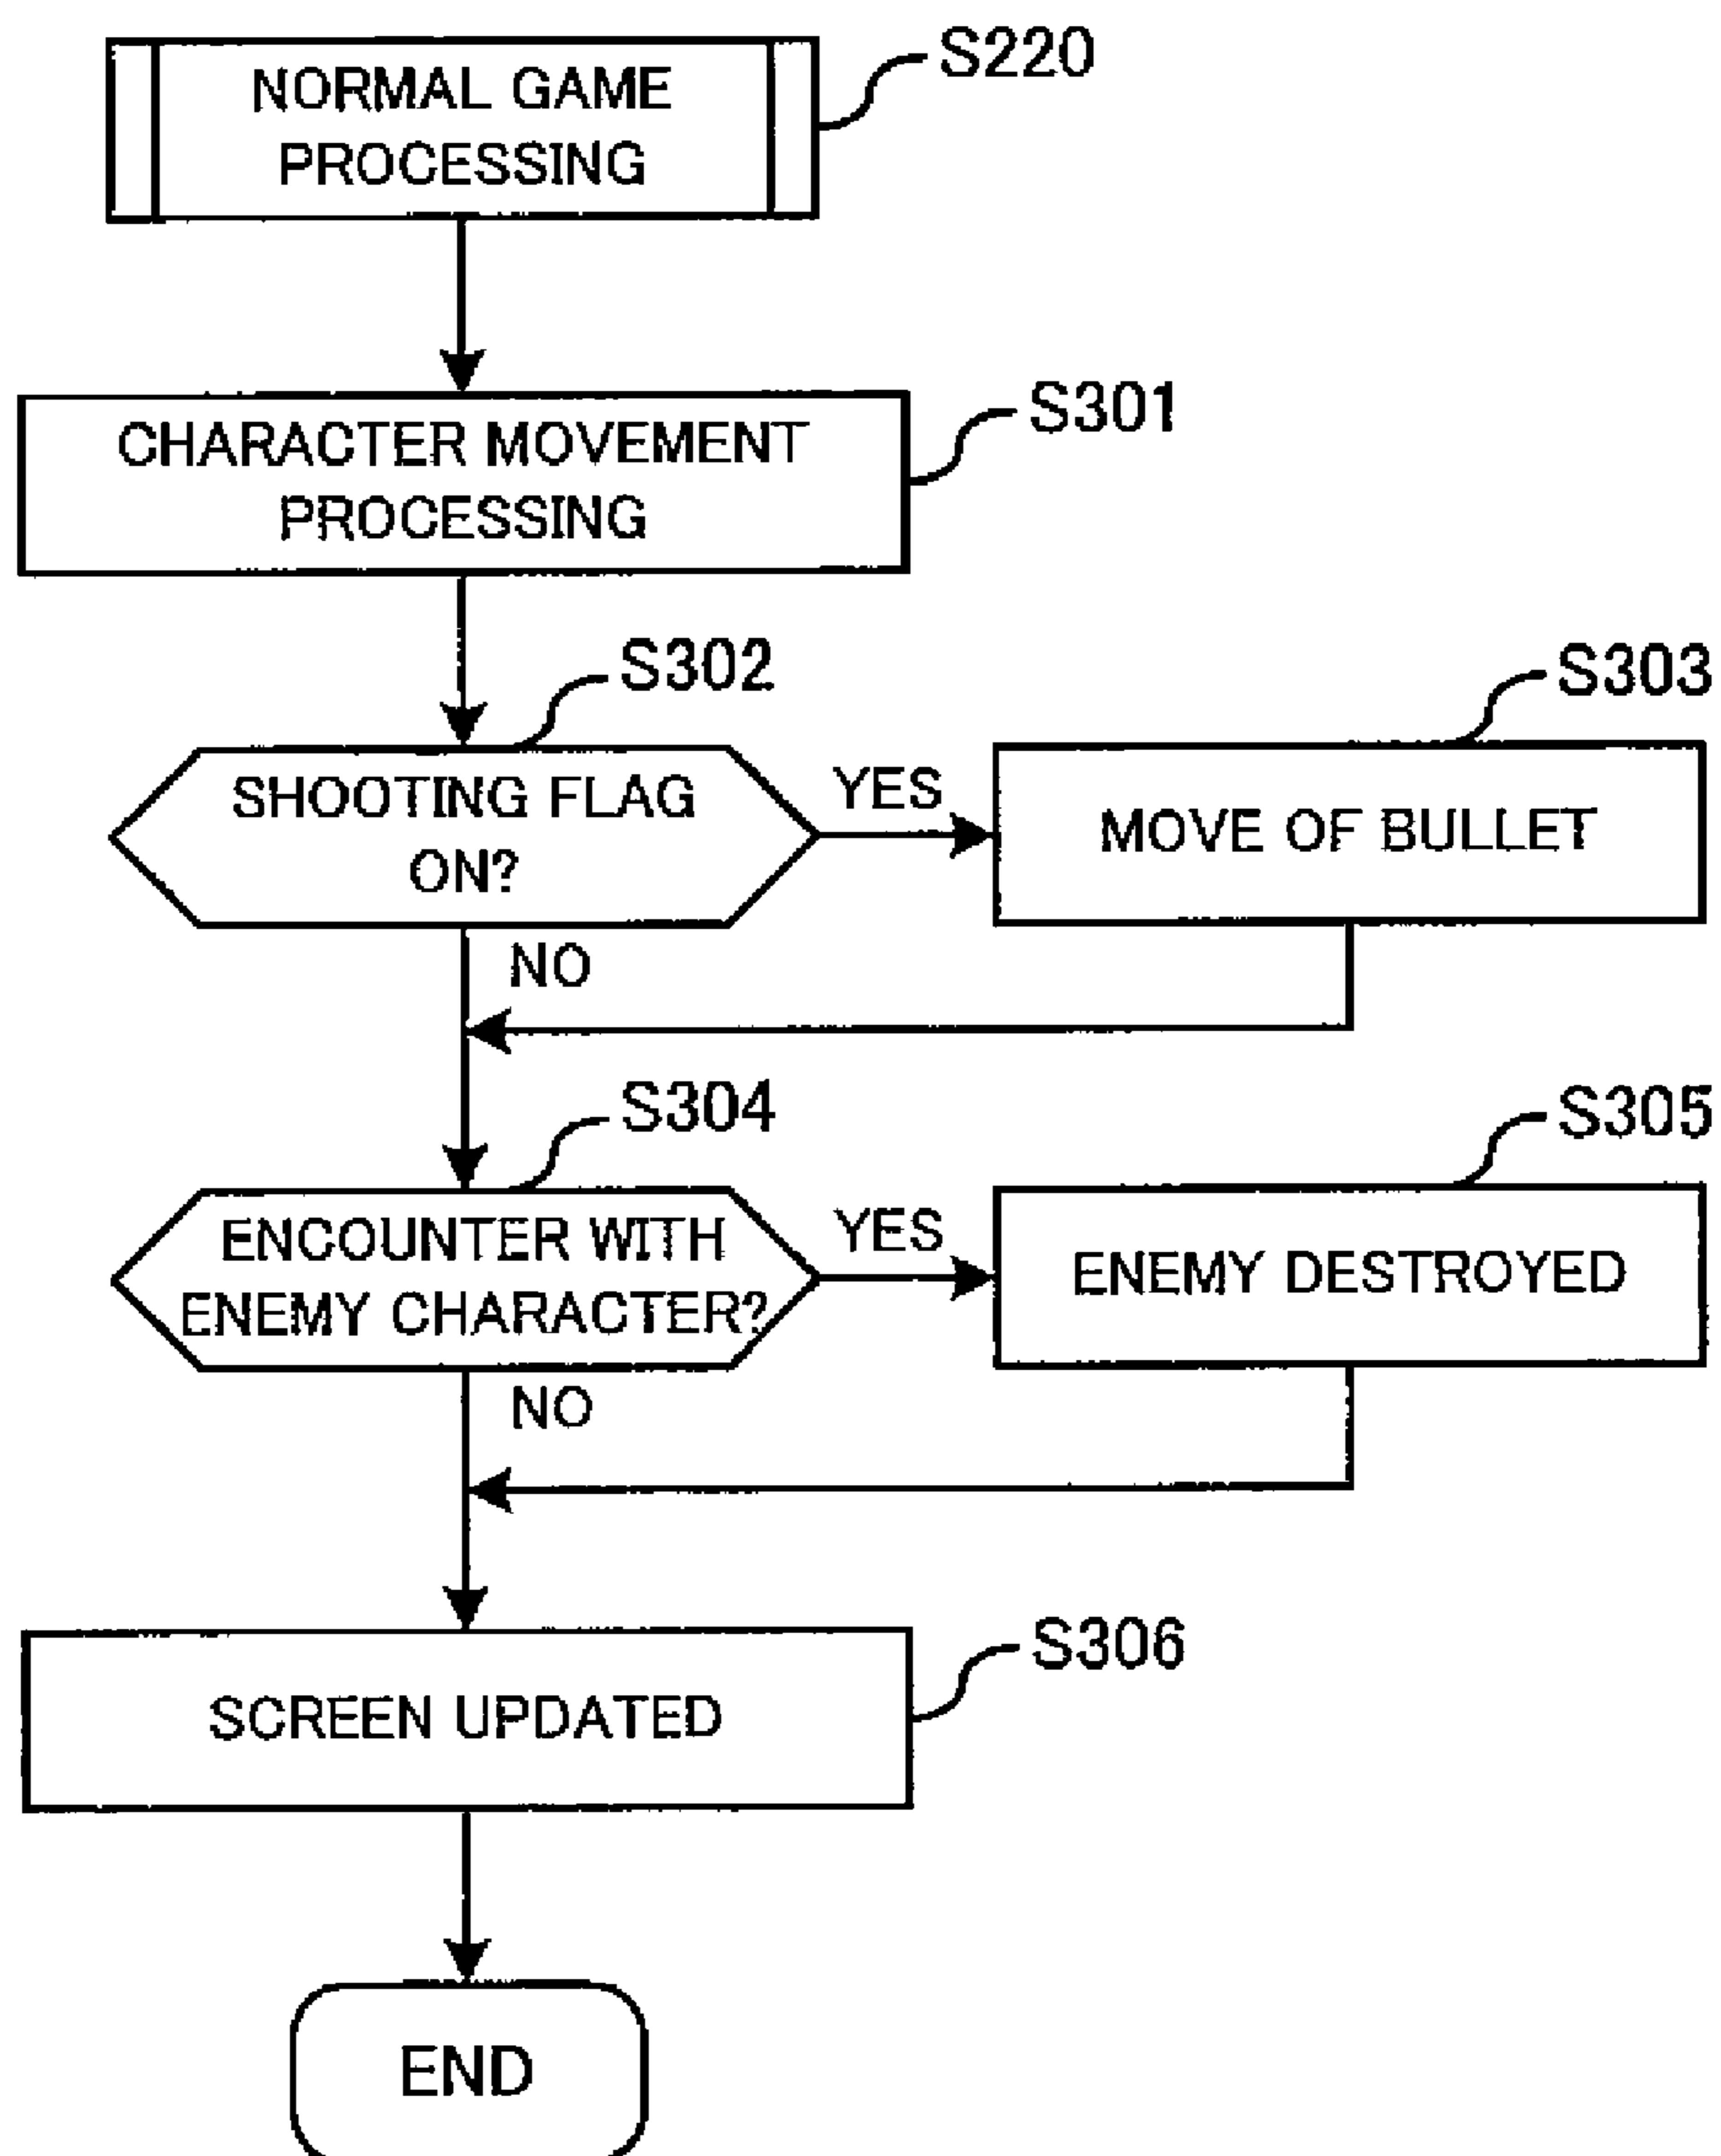 NORMAL GAME
PROCESSING
S220
CHARACTER MOVEMENT
PROCESSING
S301
S302
SHOOTING FLAG
ON?
YES
NO
S303
MOVE OF BULLET
S304
ENCOUNTER WITH
ENEMY CHARACTER?
YES
NO
S305
ENEMY DESTROYED
SCREEN UPDATED
S306
END